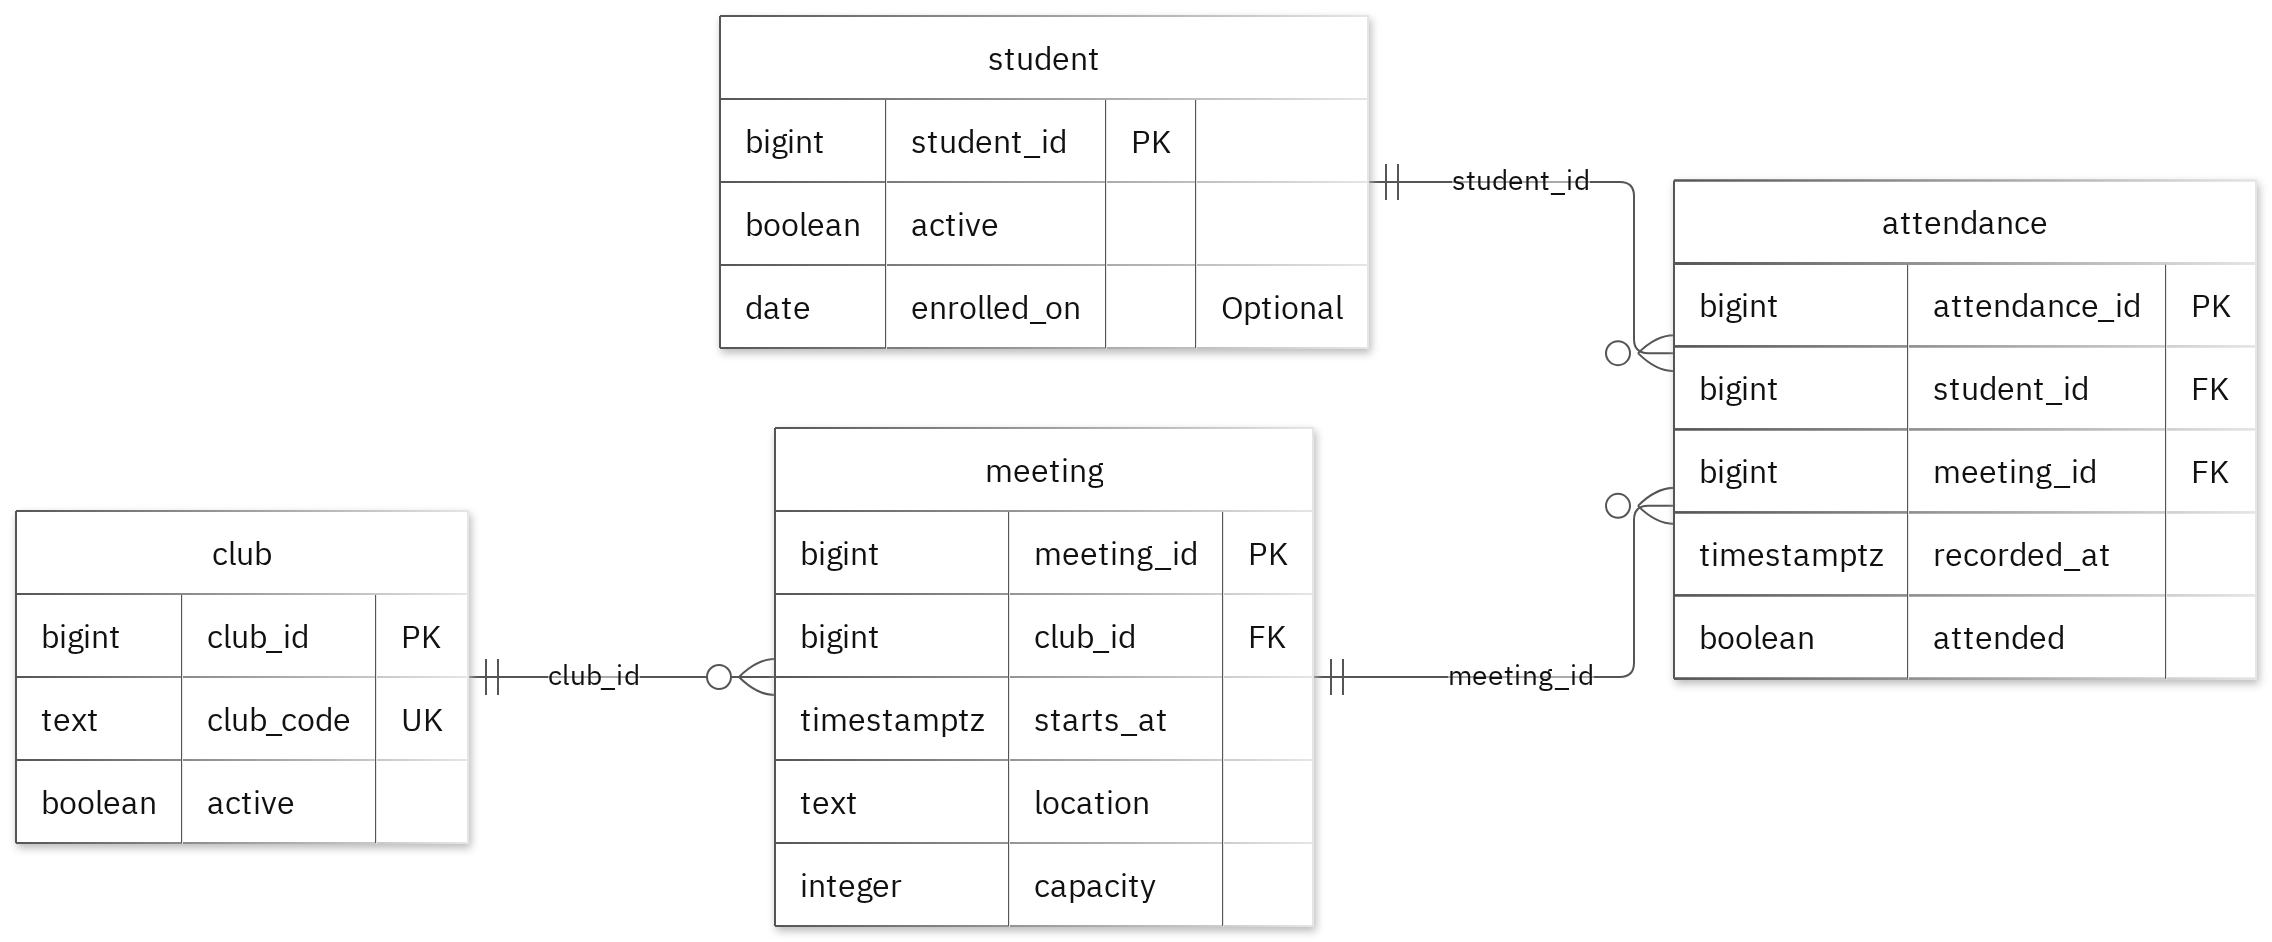 student
bigint student_id PK
boolean active
date enrolled_on Optional
student_id
attendance
bigint attendance_id PK
bigint student_id FK
bigint meeting_id FK
timestamptz recorded_at
boolean attended
meeting
bigint meeting_id PK
bigint club_id FK
timestamptz starts_at
text location
integer capacity
meeting_id
club
bigint club_id PK
text club_code UK
boolean active
club_id